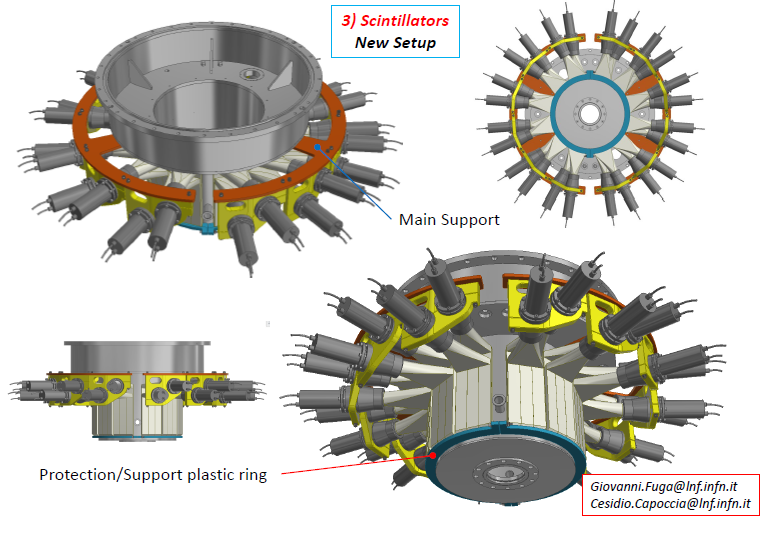 3) Scintillators
New Setup
Main Support
Protection/Support plastic ring
Giovanni.Fuga@lnf.infn.it
Cesidio.Capoccia@lnf.infn.it